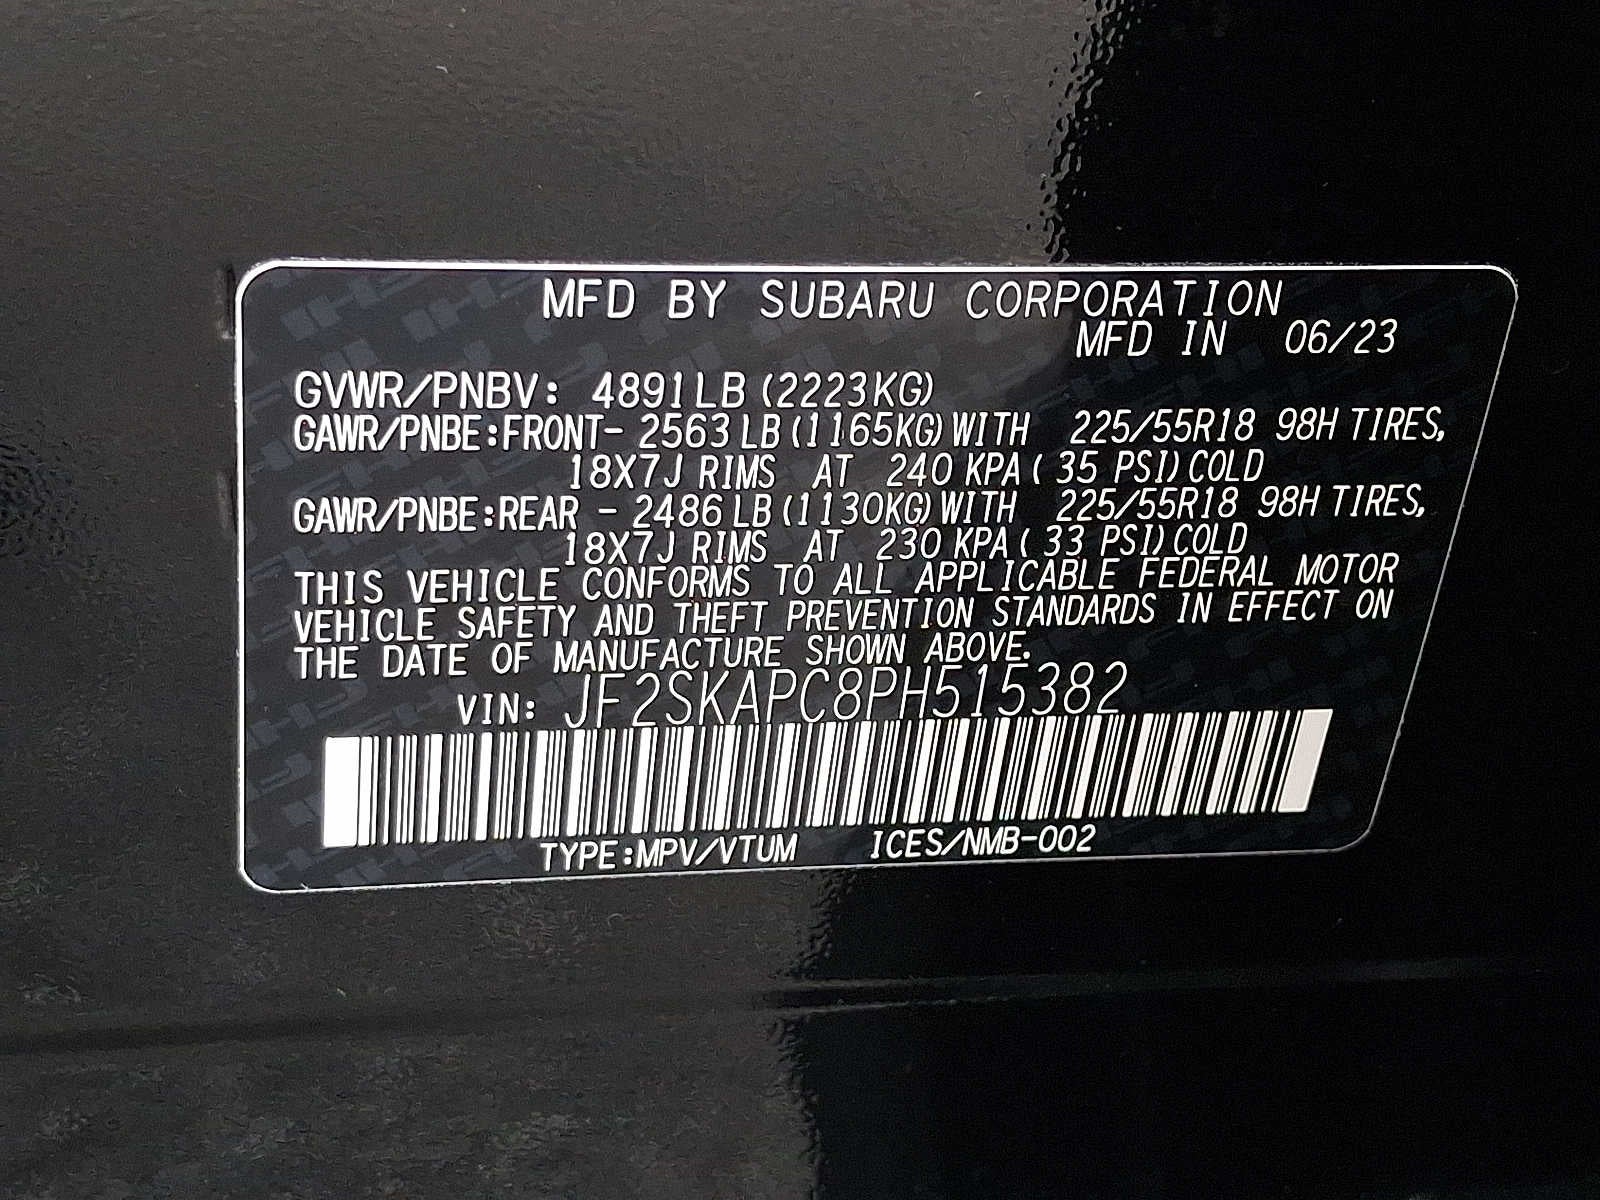 MFD BY SUBARU CORPORATION
MFD IN 06/23
GVWR/PNBV: 4891LB (2223KG)
GAWR/PNBE:FRONT- 2563 LB (1165KG) WITH 225/55R18 98H TIRES,
18X7J RIMS AT 240 KPA ( 35 PSI) COLD
GAWR/PNBE:REAR - 2486 LB (1130KG) WITH 225/55R18 98H TIRES,
18X7J RIMS AT 230 KPA ( 33 PSI) COLD
THIS VEHICLE CONFORMS TO ALL APPLICABLE FEDERAL MOTOR
VEHICLE SAFETY AND THEFT PREVENTION STANDARDS IN EFFECT ON
THE DATE OF MANUFACTURE SHOWN ABOVE.
VIN: JF2SKAPC8PH515382
TYPE:MPV/VTUM ICES/NMB-002